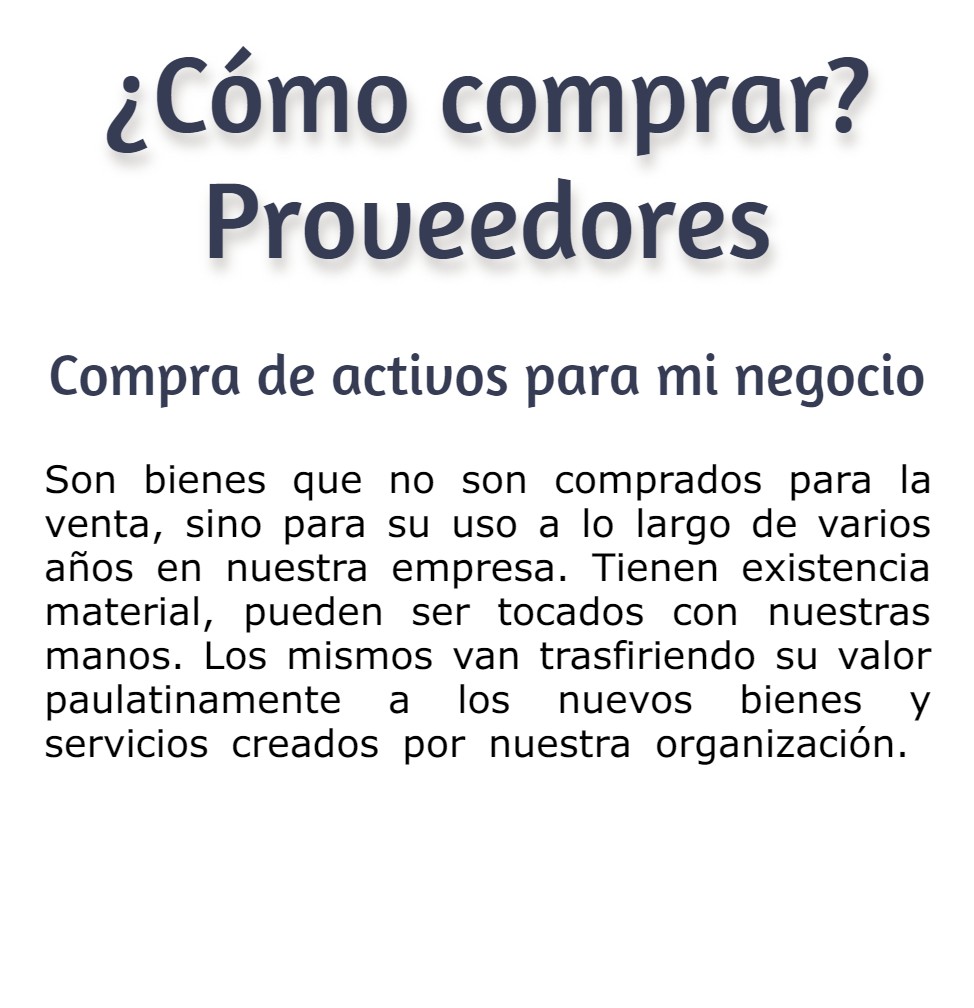 ¿Cómo comprar?
Proveedores
Compra de activos para mi negocio
Son bienes que no son comprados para la
venta, sino para su uso a lo largo de varios
años en nuestra empresa. Tienen existencia
material, pueden ser tocados con nuestras
manos. Los mismos van trasfiriendo su valor
paulatinamente a los nuevos bienes y
servicios creados por nuestra organización.